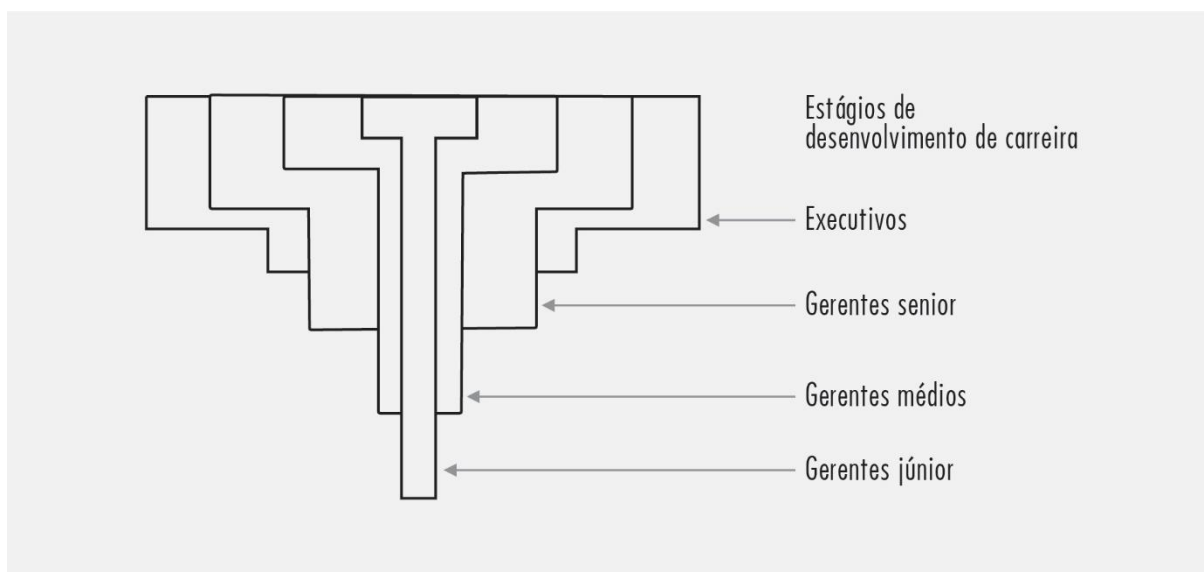 Estágios de
desenvolvimento de carreira
Executivos
Gerentes senior
Gerentes médios
Gerentes júnior